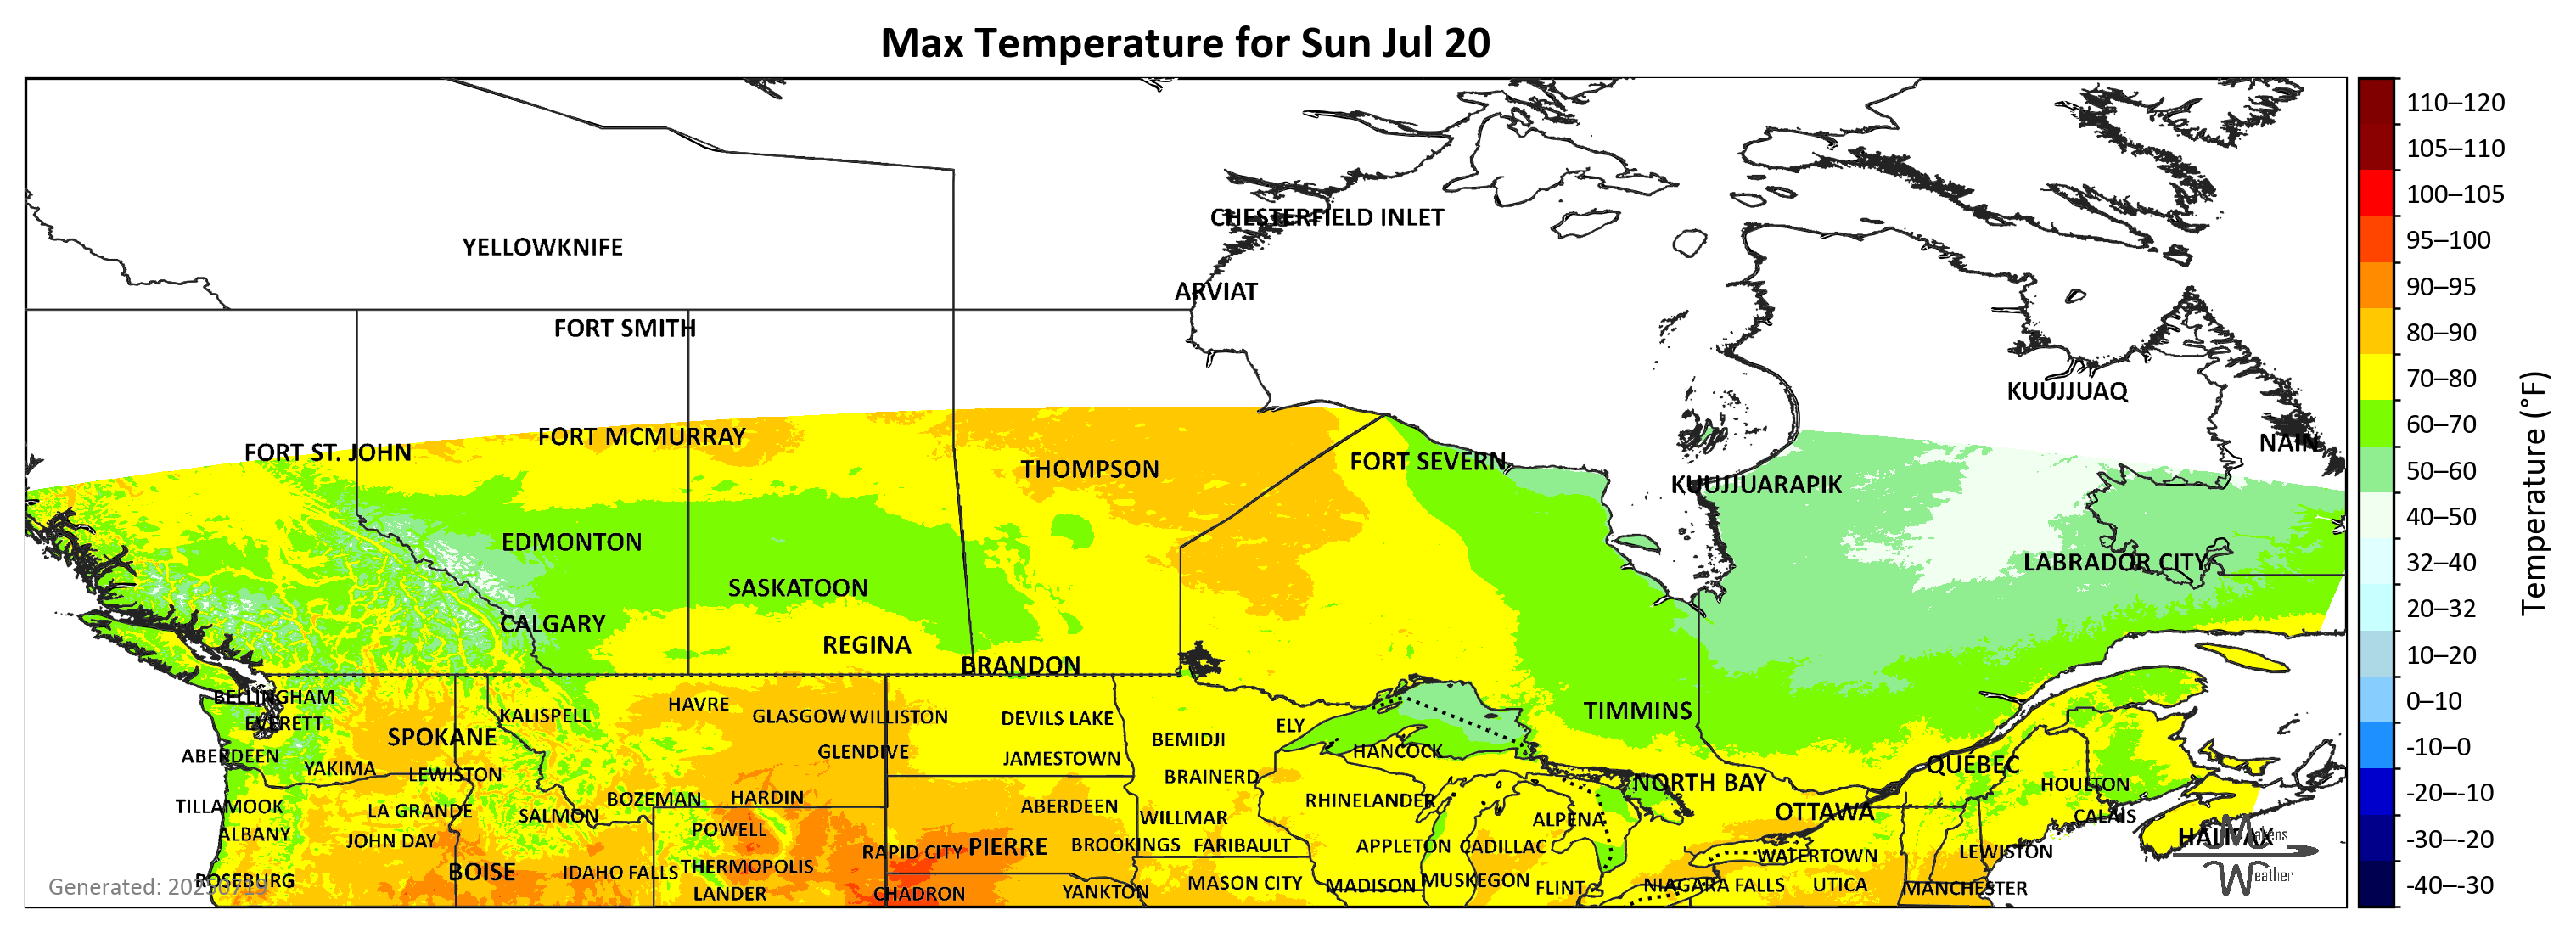 Max Temperature for Sun Jul 20
CHESTERFIELD INLET
YELLOWKNIFE
ARVIAT
FORT SMITH
KUUJJUAQ
FORT MCMURRAY
NAIN
FORT ST. JOHN
FORT SEVERN
THOMPSON
KUUJJUARAPIK
EDMONTON
LABRADOR CITY
SASKATOON
CALGARY
REGINA
BRANDON
BELLINGHAM
HAVRE
TIMMINS
KALISPELL
GLASGOW WILLISTON
DEVILS LAKE
EVERETT
ELY
SPOKANE
BEMIDJI
HANCOCK
GLENDIVE
ABERDEEN
JAMESTOWN
QUÉBEC
YAKIMA
LEWISTON
BRAINERD
NORTH BAY
HOULTON
BOZEMAN
HARDIN
RHINELANDER
TILLAMOOK
ABERDEEN
LA GRANDE
OTTAWA
SALMON
WILLMAR
CALAIS
ALPENA
POWELL
ALBANY
HALIFAX
JOHN DAY
PIERRE
BROOKINGS
FARIBAULT
APPLETON
CADILLAC
RAPID CITY
LEWISTON
WATERTOWN
THERMOPOLIS
BOISE
IDAHO FALLS
ROSEBURG
MUSKEGON
MASON CITY
MADISON
NIAGARA FALLS
UTICA
FLINT
MANCHESTER
LANDER
CHADRON
YANKTON
Weather
110–120
105–110
100–105
95–100
90–95
80–90
70–80
60–70
50–60
40–50
32–40
20–32
10–20
0–10
-10–0
-20–-10
-30–-20
-40–-30
Temperature (°F)